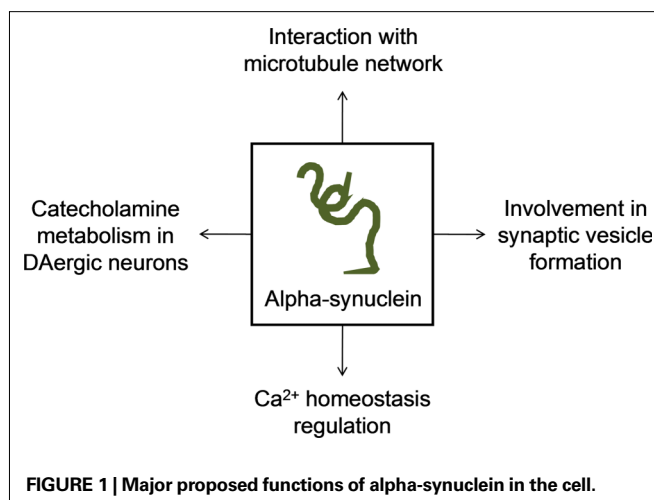 Interaction with
microtubule network
Catecholamine
metabolism in
DAergic neurons
Alpha-synuclein
Involvement in
synaptic vesicle
formation
Ca²⁺ homeostasis
regulation
FIGURE 1 | Major proposed functions of alpha-synuclein in the cell.